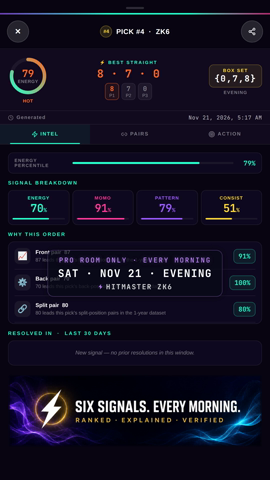 #4 PICK #4 · ZK6
79
ENERGY
HOT
⚡ BEST STRAIGHT
8 · 7 · 0
8 7 0
P1 P2 P3
BOX SET
{0,7,8}
EVENING
Generated
Nov 21, 2026, 5:17 AM
INTEL
PAIRS
ACTION
ENERGY PERCENTILE
79%
SIGNAL BREAKDOWN
ENERGY
70%
MOMO
91%
PATTERN
79%
CONSIST
51%
WHY THIS ORDER
Front pair
91%
PRO ROOM ONLY · EVERY MORNING
SAT · NOV 21 · EVENING
HITMASTER ZK6
Back
100%
Split pair 80
80 leads this pick's split-position pairs in the 1-year dataset
80%
RESOLVED IN · LAST 30 DAYS
New signal — no prior resolutions in this window.
SIX SIGNALS. EVERY MORNING.
RANKED · EXPLAINED · VERIFIED